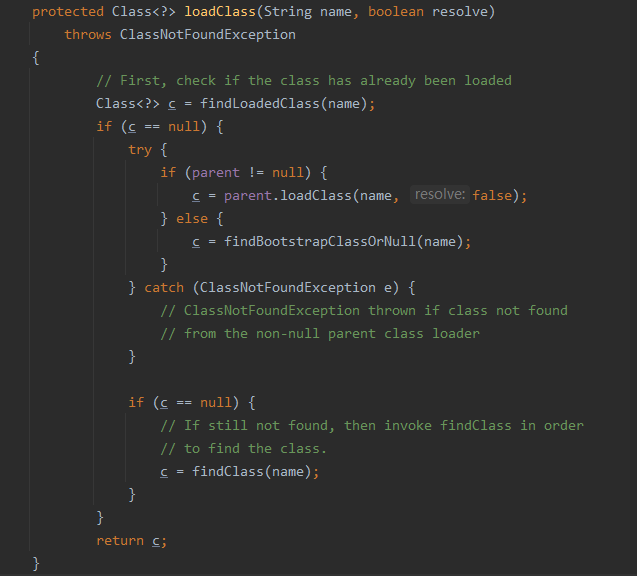 protected Class<?> loadClass(String name, boolean resolve)
    throws ClassNotFoundException
{
        // First, check if the class has already been loaded
        Class<?> c = findLoadedClass(name);
        if (c == null) {
            try {
                if (parent != null) {
                    c = parent.loadClass(name, resolve: false);
                } else {
                    c = findBootstrapClassOrNull(name);
                }
            } catch (ClassNotFoundException e) {
                // ClassNotFoundException thrown if class not found
                // from the non-null parent class loader
            }

            if (c == null) {
                // If still not found, then invoke findClass in order
                // to find the class.
                c = findClass(name);
            }
        }
        return c;
}